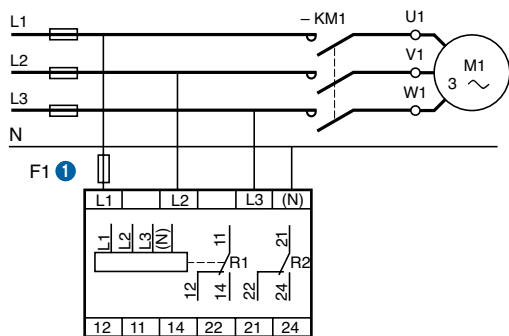 L1
– KM1
U1
L2
V1
M1
3
L3
W1
N
F1 1
L1 L2 L3 (N)
L1 L2 L3 (N) 11 21
R1 R2
12 14 22 24
12 11 14 22 21 24